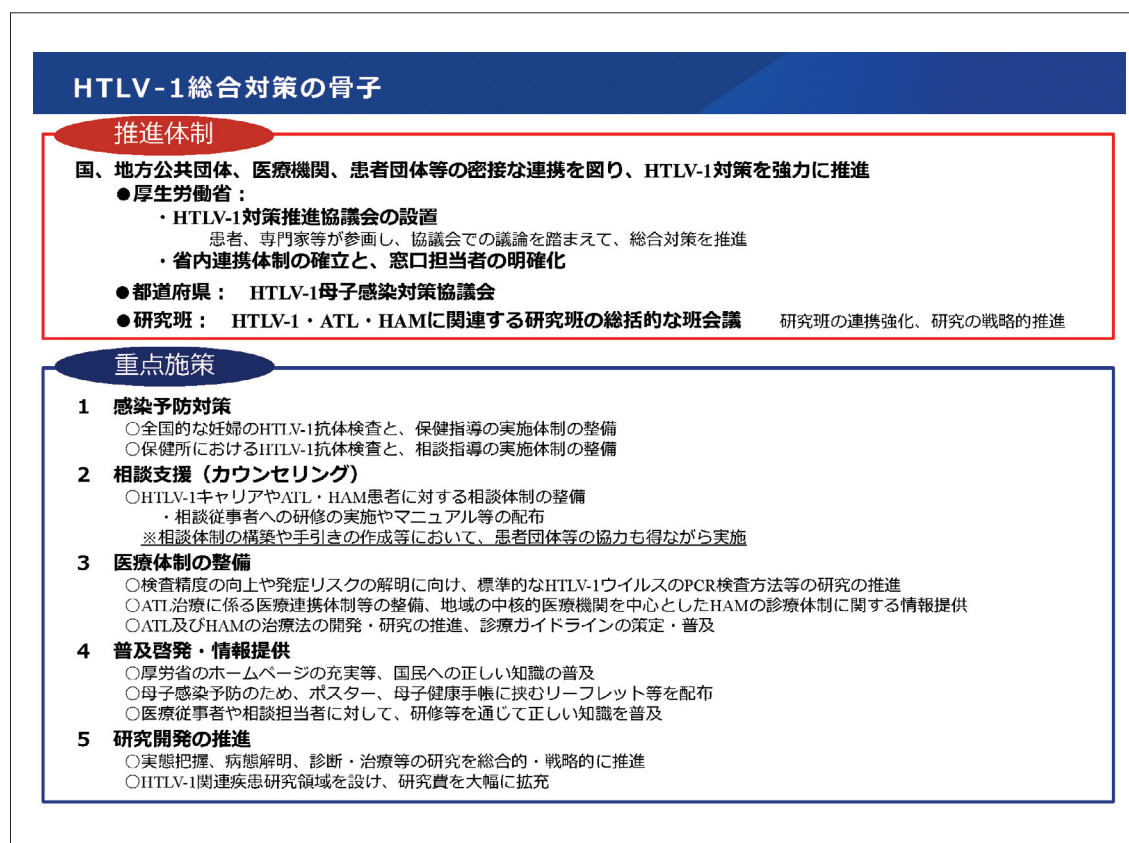 HTLV-1総合対策の骨子
推進体制
国、地方公共団体、医療機関、患者団体等の密接な連携を図り、HTLV-1対策を強力に推進
●厚生労働省：
・HTLV-1対策推進協議会の設置
患者、専門家等が参画し、協議会での議論を踏まえて、総合対策を推進
・省内連携体制の確立と、窓口担当者の明確化
●都道府県： HTLV-1母子感染対策協議会
●研究班： HTLV-1・ATL・HAMに関連する研究班の総括的な班会議 研究班の連携強化、研究の戦略的推進
重点施策
1 感染予防対策
○全国的な妊婦のHTLV-1抗体検査と、保健指導の実施体制の整備
○保健所におけるHTLV-1抗体検査と、相談指導の実施体制の整備
2 相談支援（カウンセリング）
○HTLV-1キャリアやATL・HAM患者に対する相談体制の整備
・相談従事者への研修の実施やマニュアル等の配布
※相談体制の構築や手引きの作成等において、患者団体等の協力も得ながら実施
3 医療体制の整備
○検査精度の向上や発症リスクの解明に向け、標準的なHTLV-1ウイルスのPCR検査方法等の研究の推進
○ATL治療に係る医療連携体制等の整備、地域の中核的医療機関を中心としたHAMの診療体制に関する情報提供
○ATL及びHAMの治療法の開発・研究の推進、診療ガイドラインの策定・普及
4 普及啓発・情報提供
○厚労省のホームページの充実等、国民への正しい知識の普及
○母子感染予防のため、ポスター、母子健康手帳に挟むリーフレット等を配布
○医療従事者や相談担当者に対して、研修等を通じて正しい知識を普及
5 研究開発の推進
○実態把握、病態解明、診断・治療等の研究を総合的・戦略的に推進
○HTLV-1関連疾患研究領域を設け、研究費を大幅に拡充